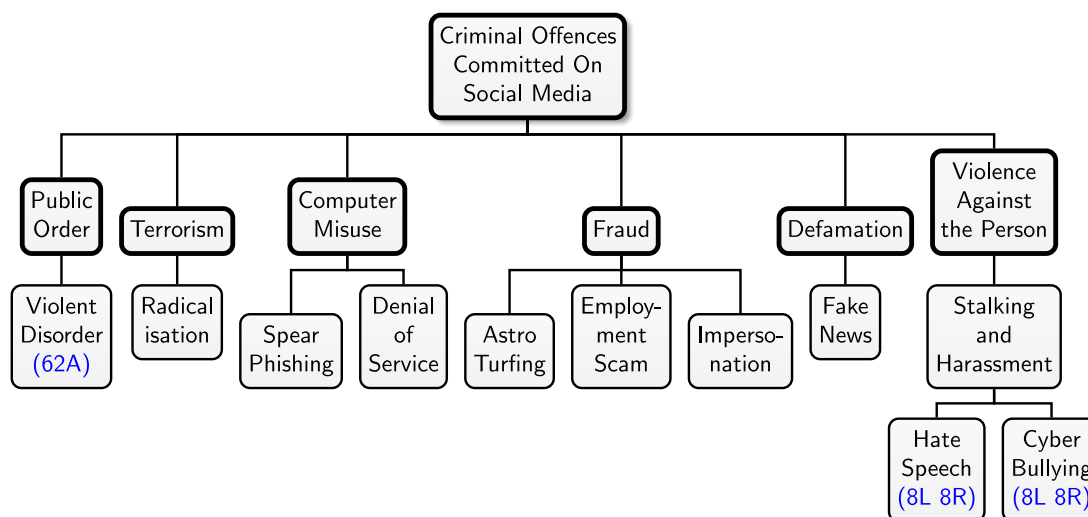 Criminal Offences
Committed On
Social Media
Public
Order
Terrorism
Computer
Misuse
Fraud
Defamation
Violence
Against
the Person
Violent
Disorder
(62A)
Radical
isation
Spear
Phishing
Denial
of
Service
Astro
Turfing
Employ-
ment
Scam
Imperso-
nation
Fake
News
Stalking
and
Harassment
Hate
Speech
(8L 8R)
Cyber
Bullying
(8L 8R)